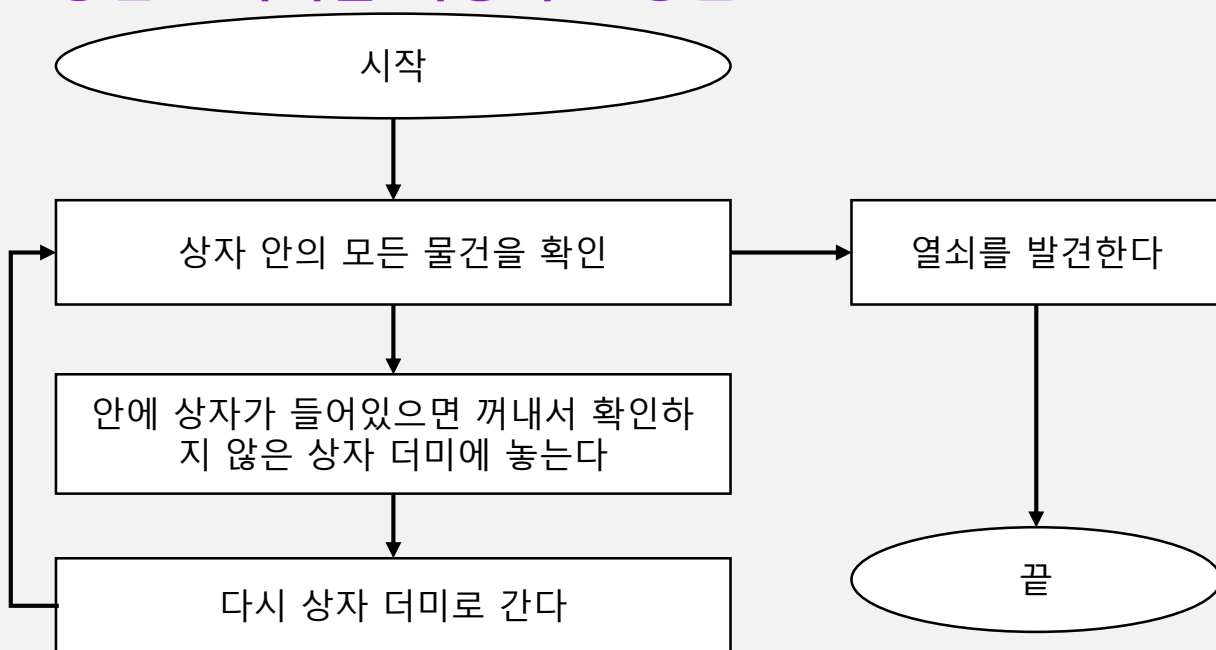 시작
상자 안의 모든 물건을 확인
열쇠를 발견한다
안에 상자가 들어있으면 꺼내서 확인하
지 않은 상자 더미에 놓는다
다시 상자 더미로 간다
끝